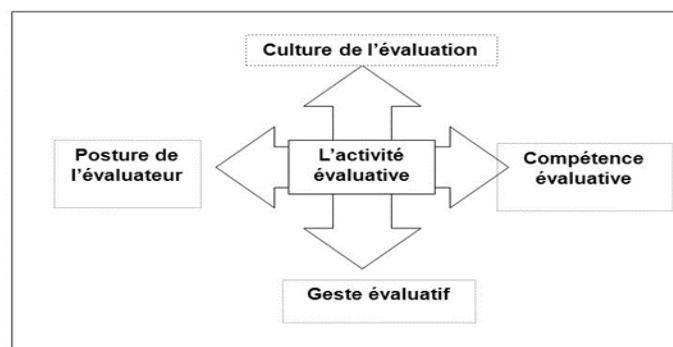 Culture de l'évaluation
Posture de
l'évaluateur
L'activité
évaluative
Compétence
évaluative
Geste évaluatif